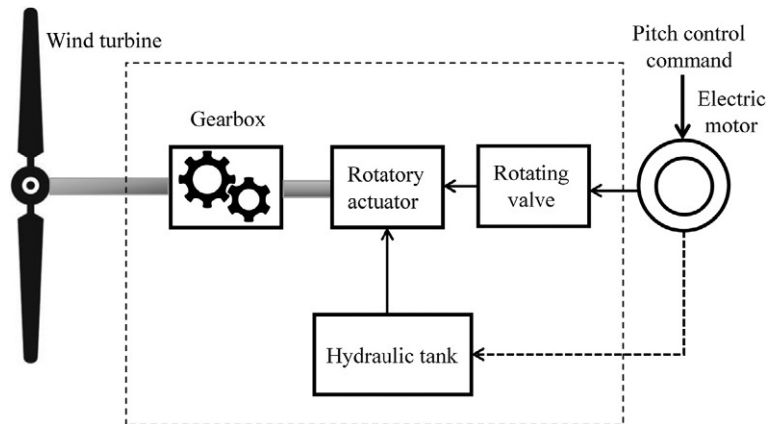 Wind turbine
Pitch control
command
Electric
motor
Gearbox
Rotatory
actuator
Rotating
valve
Hydraulic tank